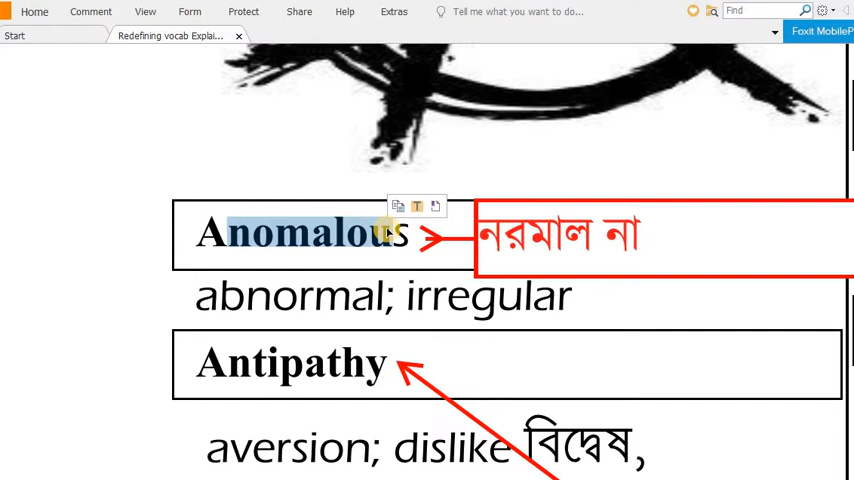 Home Comment View Form Protect Share Help Extras Tell me what you want to do... Find
Start Redefining vocab Explai... Foxit MobileP
Anomalous নরমাল না
abnormal; irregular
Antipathy
aversion; dislike বিদ্বেষ,